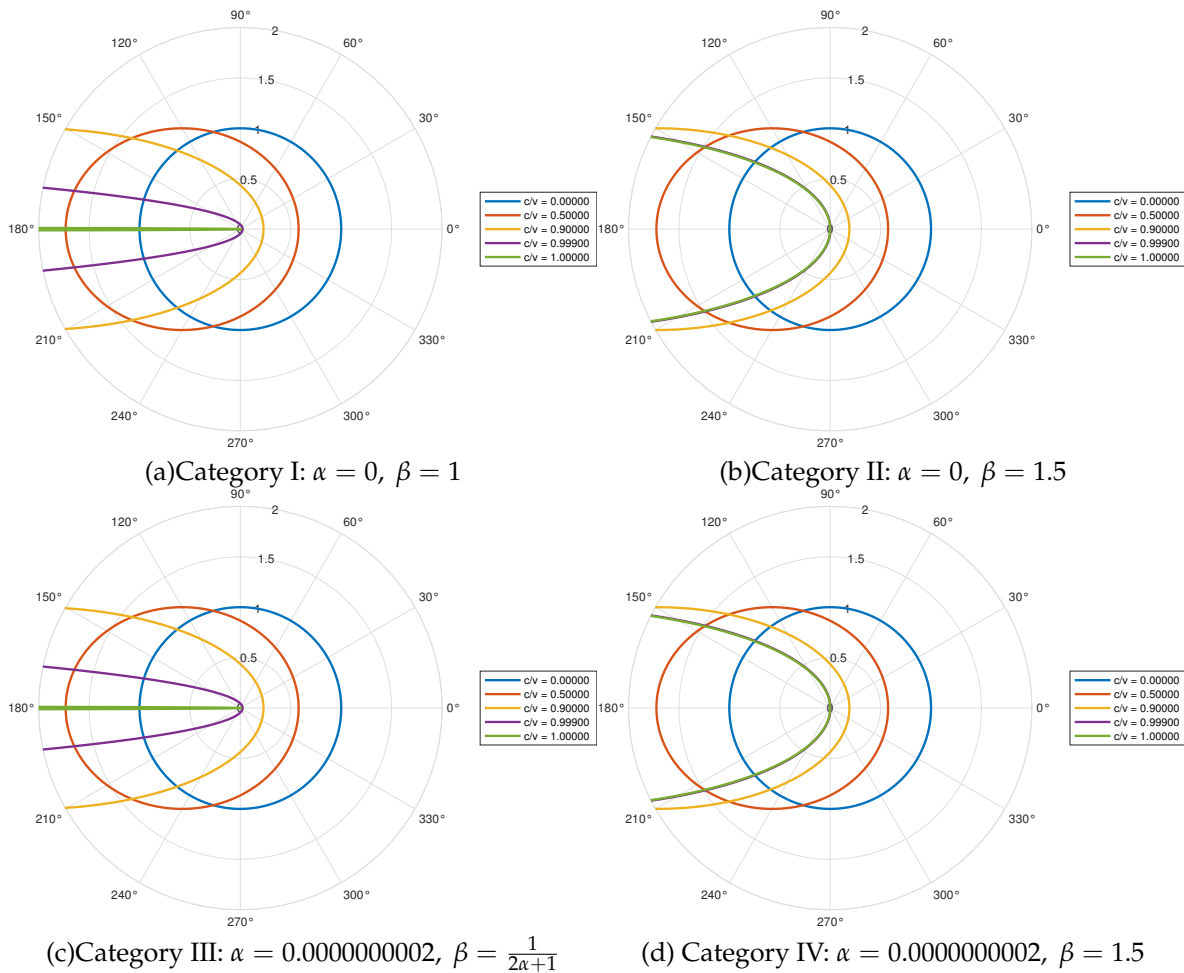 90°
90°
120°
2
60°
120°
2
60°
1.5
1.5
150°
30°
150°
30°
1
1
0.5
0.5
c/v = 0.00000
c/v = 0.50000
c/v = 0.90000
c/v = 0.99900
c/v = 1.00000
c/v = 0.00000
c/v = 0.50000
c/v = 0.90000
c/v = 0.99900
c/v = 1.00000
180°
0°
180°
0°
0
0
210°
330°
210°
330°
240°
300°
240°
300°
270°
270°
(a)Category I: α = 0, β = 1
(b)Category II: α = 0, β = 1.5
90°
90°
120°
2
60°
120°
2
60°
1.5
1.5
150°
30°
150°
30°
1
1
0.5
0.5
c/v = 0.00000
c/v = 0.50000
c/v = 0.90000
c/v = 0.99900
c/v = 1.00000
c/v = 0.00000
c/v = 0.50000
c/v = 0.90000
c/v = 0.99900
c/v = 1.00000
180°
0°
180°
0°
0
0
210°
330°
210°
330°
240°
300°
240°
300°
270°
270°
(c)Category III: α = 0.0000000002, β = 1/(2α+1)
(d) Category IV: α = 0.0000000002, β = 1.5